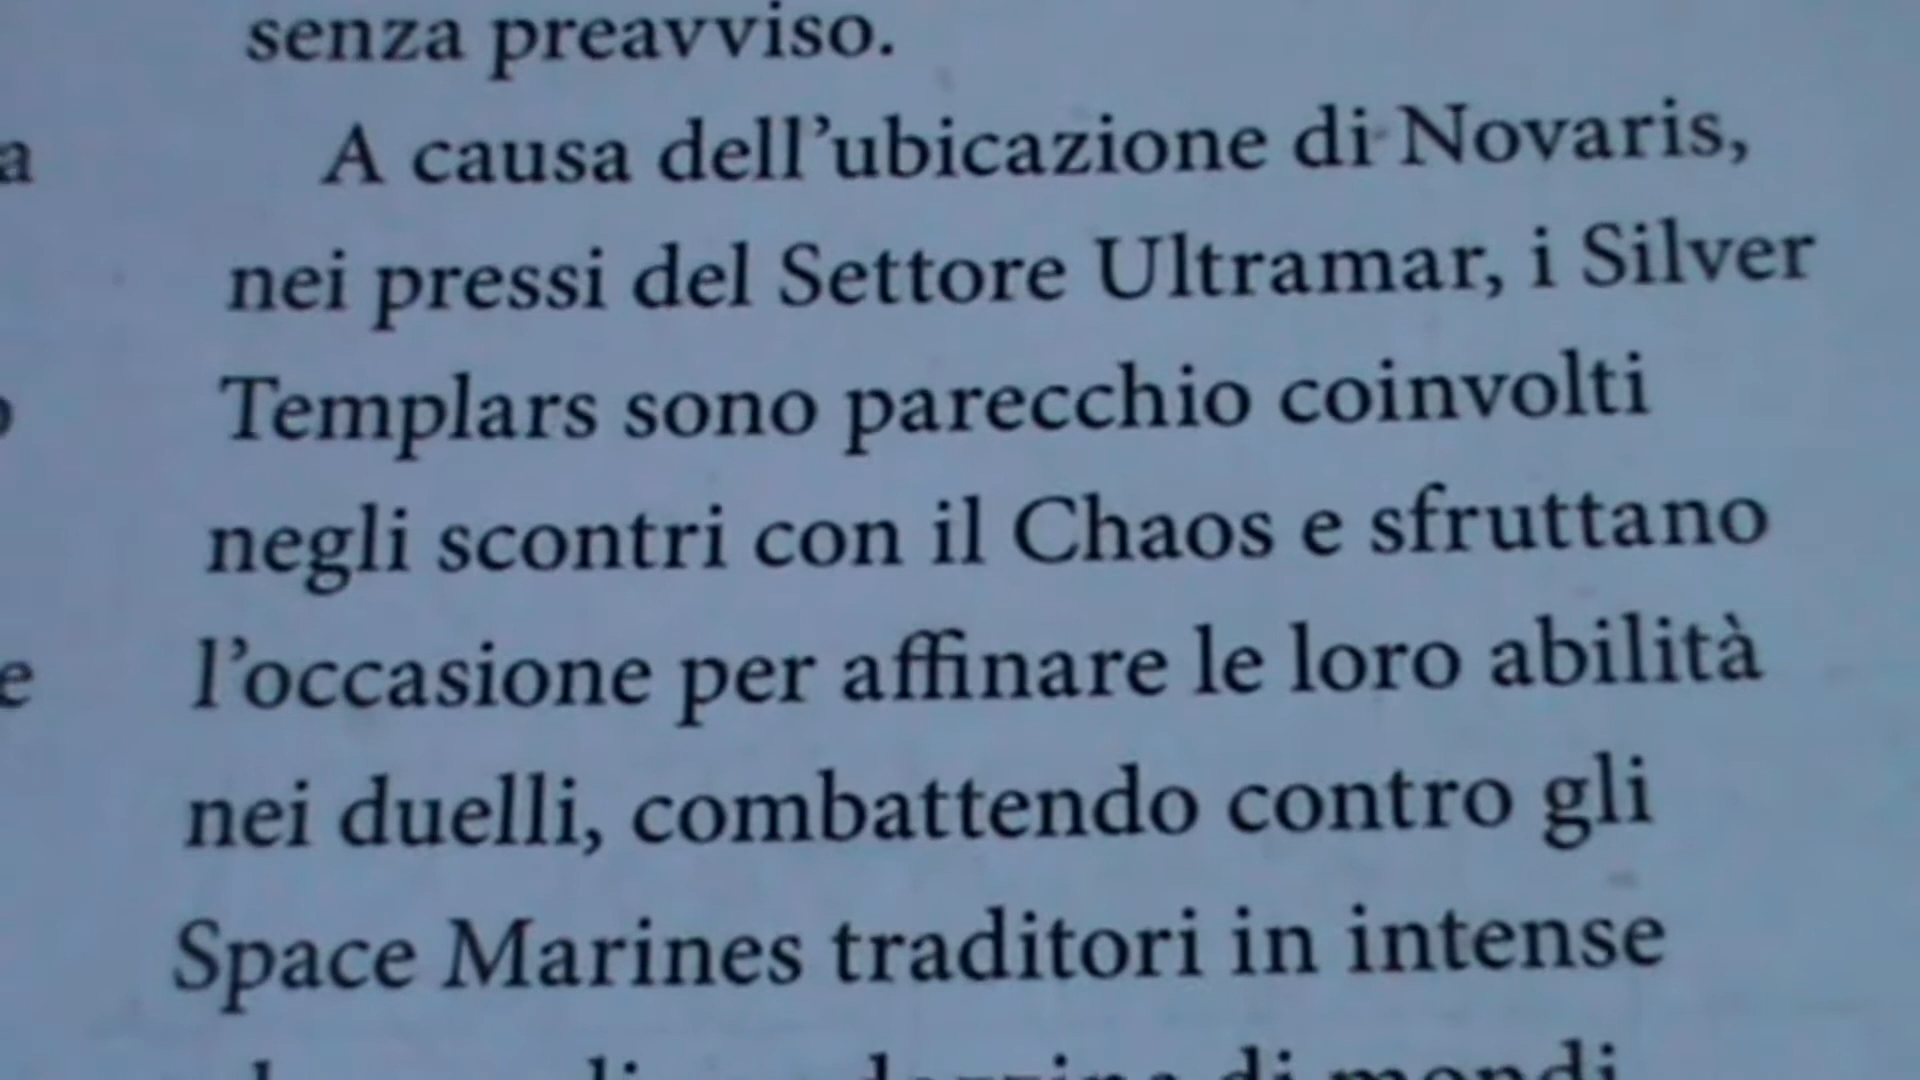 senza preavviso.
A causa dell'ubicazione di Novaris,
nei pressi del Settore Ultramar, i Silver
Templars sono parecchio coinvolti
negli scontri con il Chaos e sfruttano
l'occasione per affinare le loro abilità
nei duelli, combattendo contro gli
Space Marines traditori in intense
di mondi